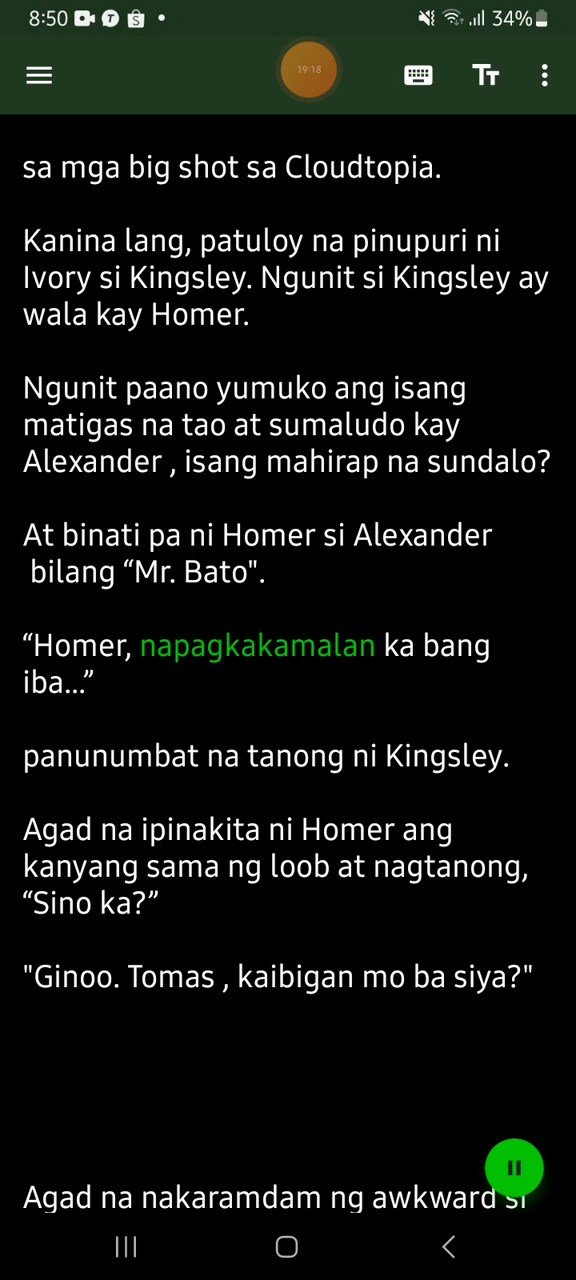 8:50
34%
19:18
sa mga big shot sa Cloudtopia.
Kanina lang, patuloy na pinupuri ni
Ivory si Kingsley. Ngunit si Kingsley ay
wala kay Homer.
Ngunit paano yumuko ang isang
matigas na tao at sumaludo kay
Alexander , isang mahirap na sundalo?
At binati pa ni Homer si Alexander
bilang “Mr. Bato".
“Homer, napagkakamalan ka bang
iba...”
panunumbat na tanong ni Kingsley.
Agad na ipinakita ni Homer ang
kanyang sama ng loob at nagtanong,
“Sino ka?”
"Ginoo. Tomas , kaibigan mo ba siya?"
Agad na nakaramdam ng awkward si